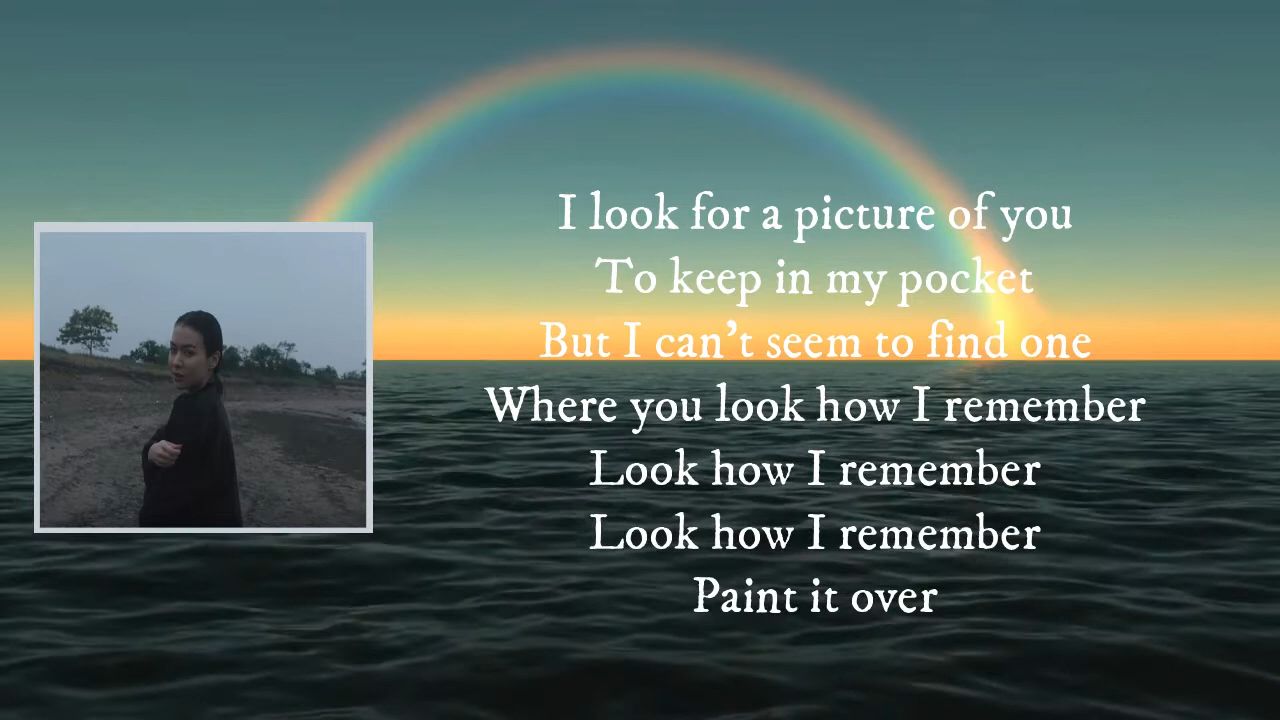 I look for a picture of you
To keep in my pocket
But I can't seem to find one
Where you look how I remember
Look how I remember
Look how I remember
Paint it over